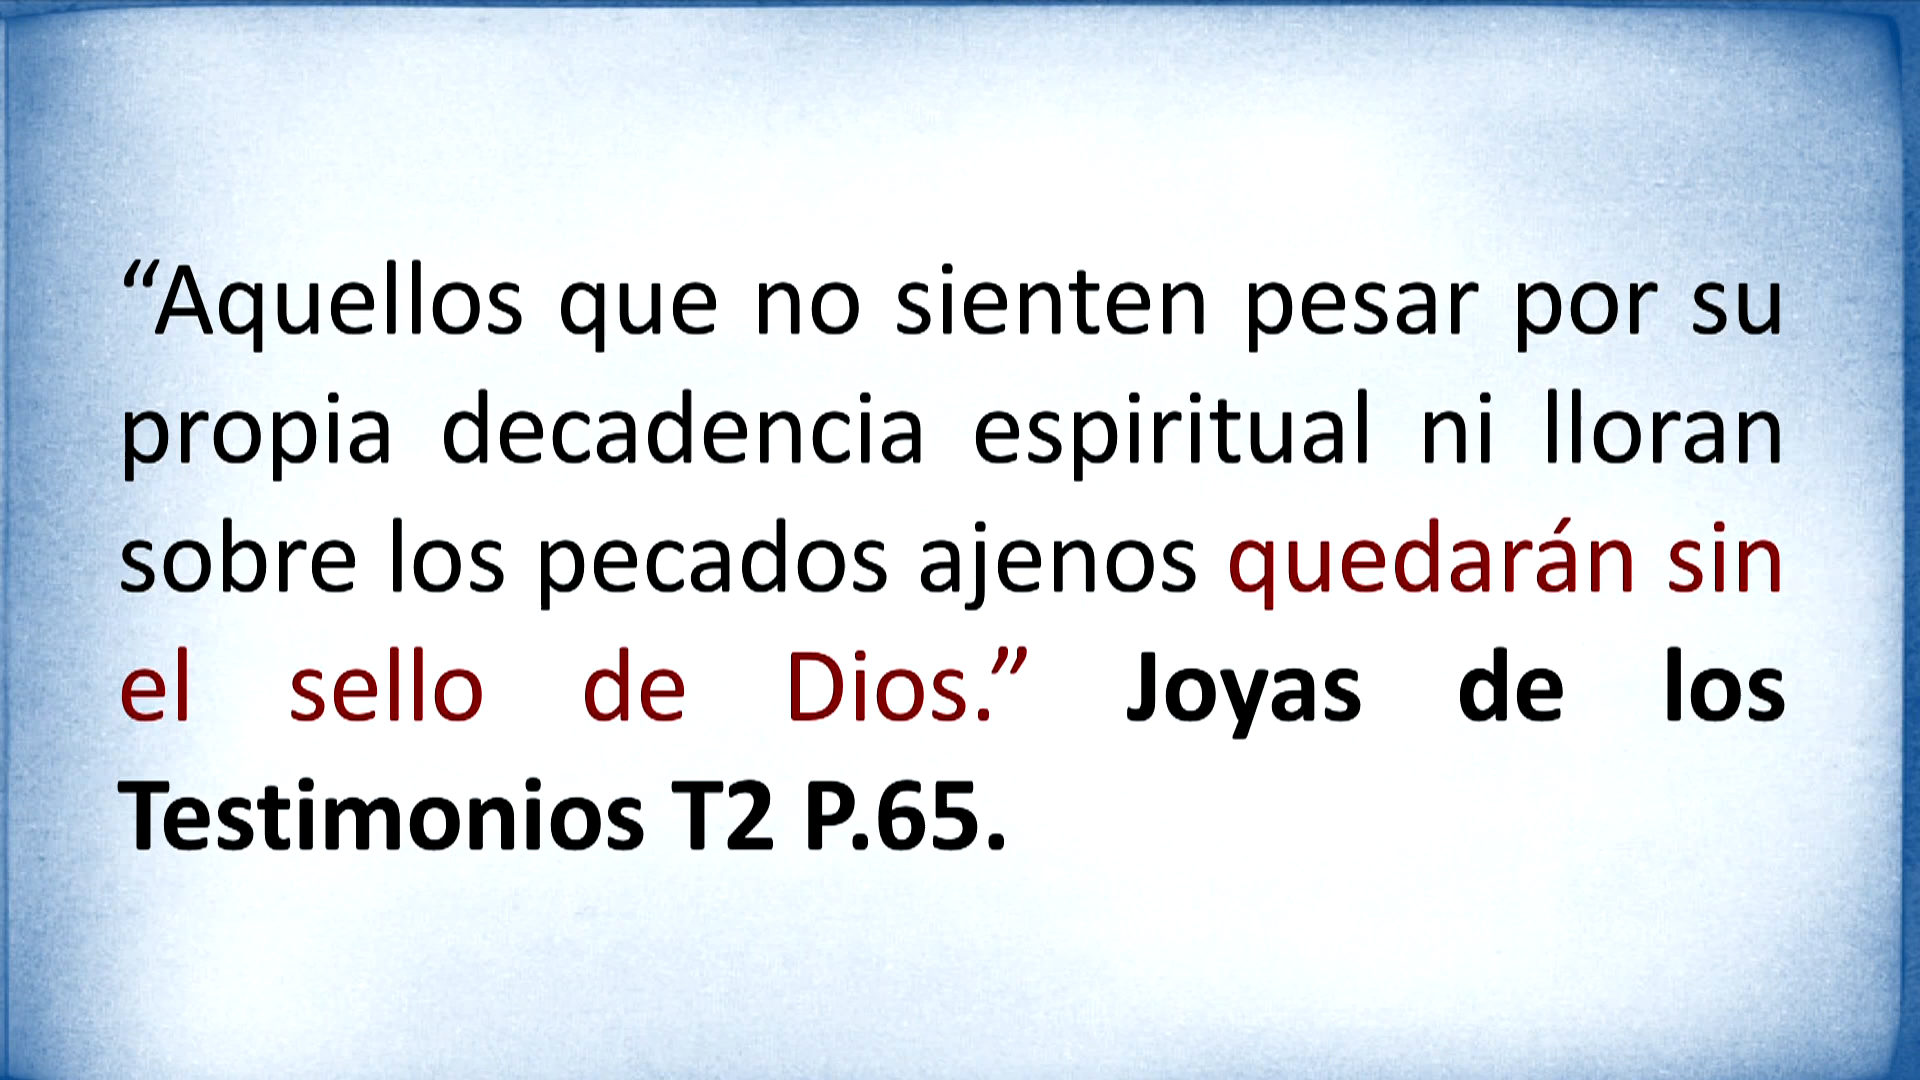 “Aquellos que no sienten pesar por su
propia decadencia espiritual ni lloran
sobre los pecados ajenos quedarán sin
el sello de Dios.” Joyas de los
Testimonios T2 P.65.